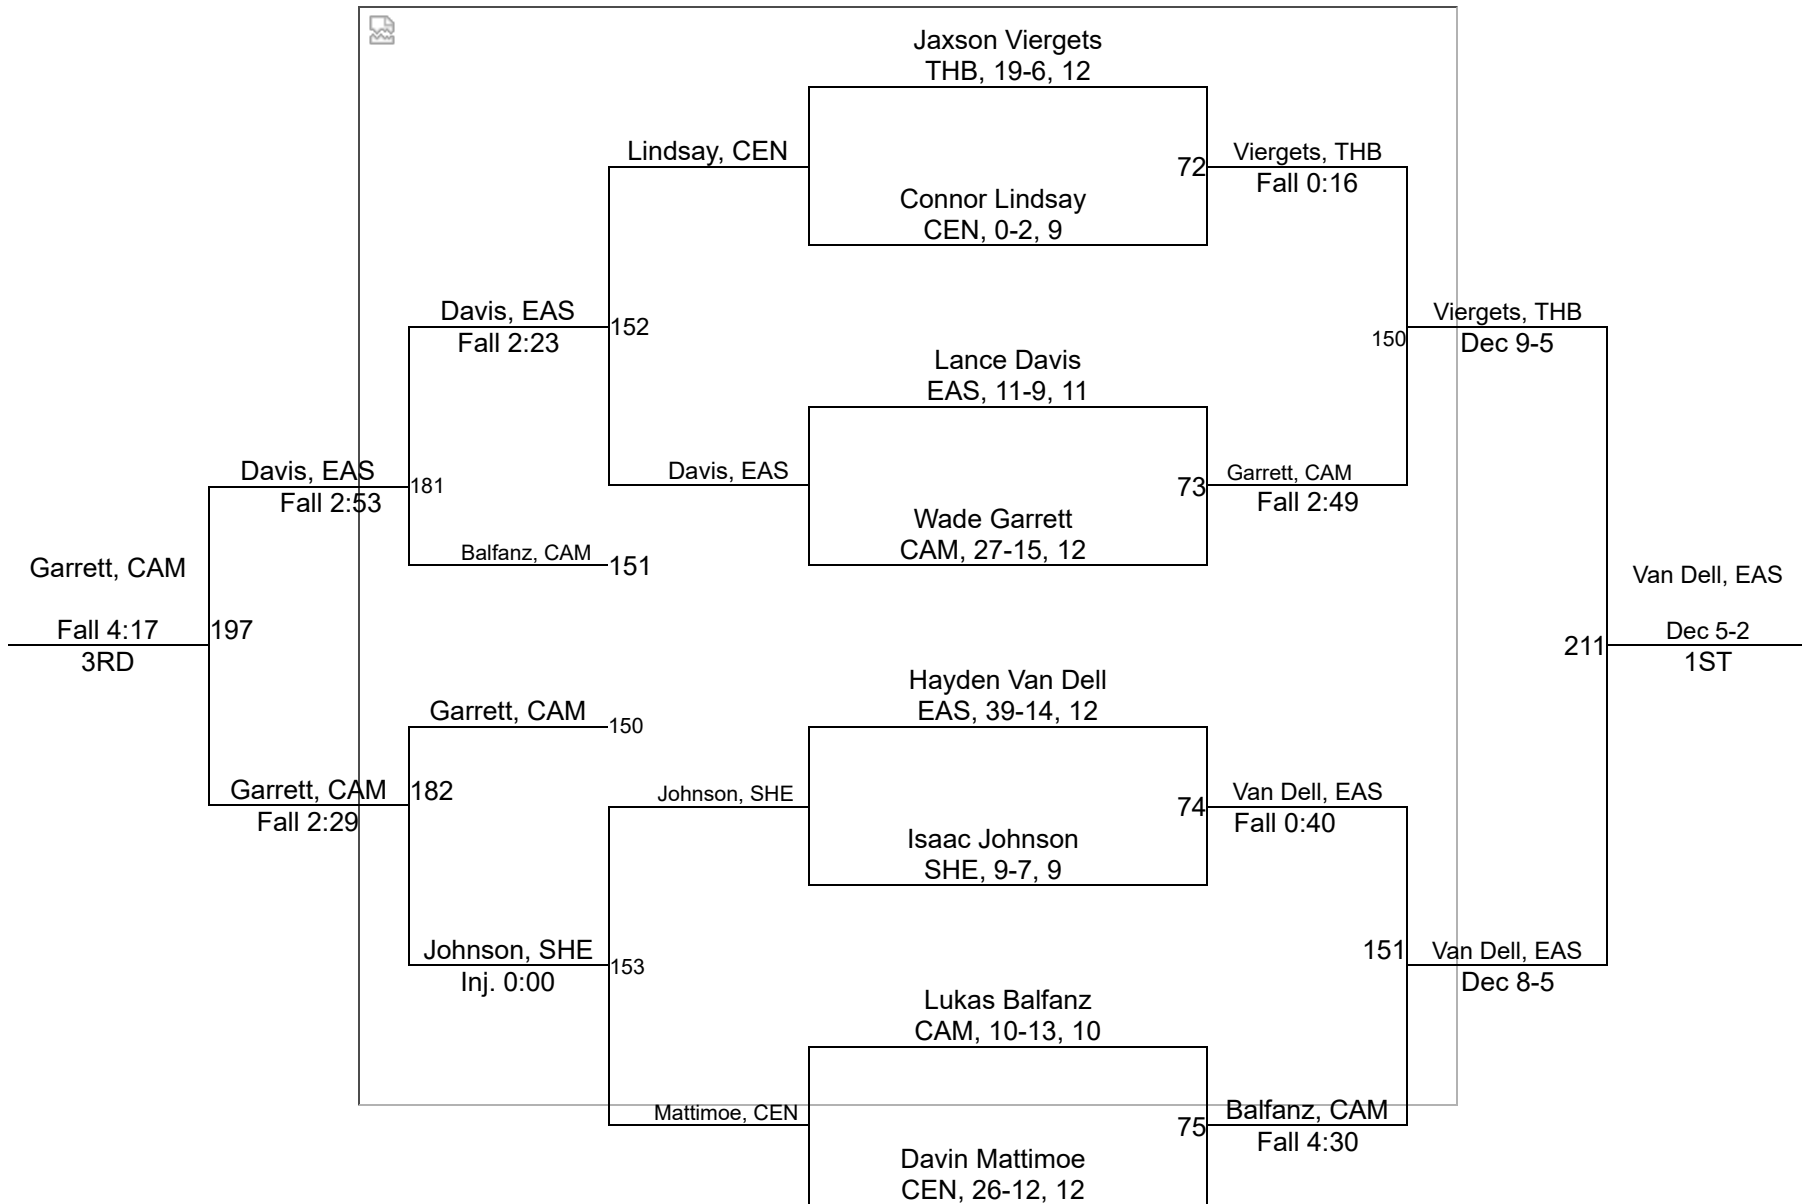 Jaxson Viergets
THB, 19-6, 12
Lindsay, CEN
72
Viergets, THB
Fall 0:16
Connor Lindsay
CEN, 0-2, 9
Davis, EAS
Fall 2:23
152
Viergets, THB
Dec 9-5
150
Lance Davis
EAS, 11-9, 11
Davis, EAS
Fall 2:53
181
Davis, EAS
73
Garrett, CAM
Fall 2:49
Wade Garrett
CAM, 27-15, 12
Balfanz, CAM
151
Garrett, CAM
Fall 4:17
3RD
197
Van Dell, EAS
Dec 5-2
1ST
211
Hayden Van Dell
EAS, 39-14, 12
Garrett, CAM
150
Garrett, CAM
Fall 2:29
182
Johnson, SHE
74
Van Dell, EAS
Fall 0:40
Isaac Johnson
SHE, 9-7, 9
Johnson, SHE
Inj. 0:00
153
151
Van Dell, EAS
Dec 8-5
Lukas Balfanz
CAM, 10-13, 10
Mattimoe, CEN
75
Balfanz, CAM
Fall 4:30
Davin Mattimoe
CEN, 26-12, 12